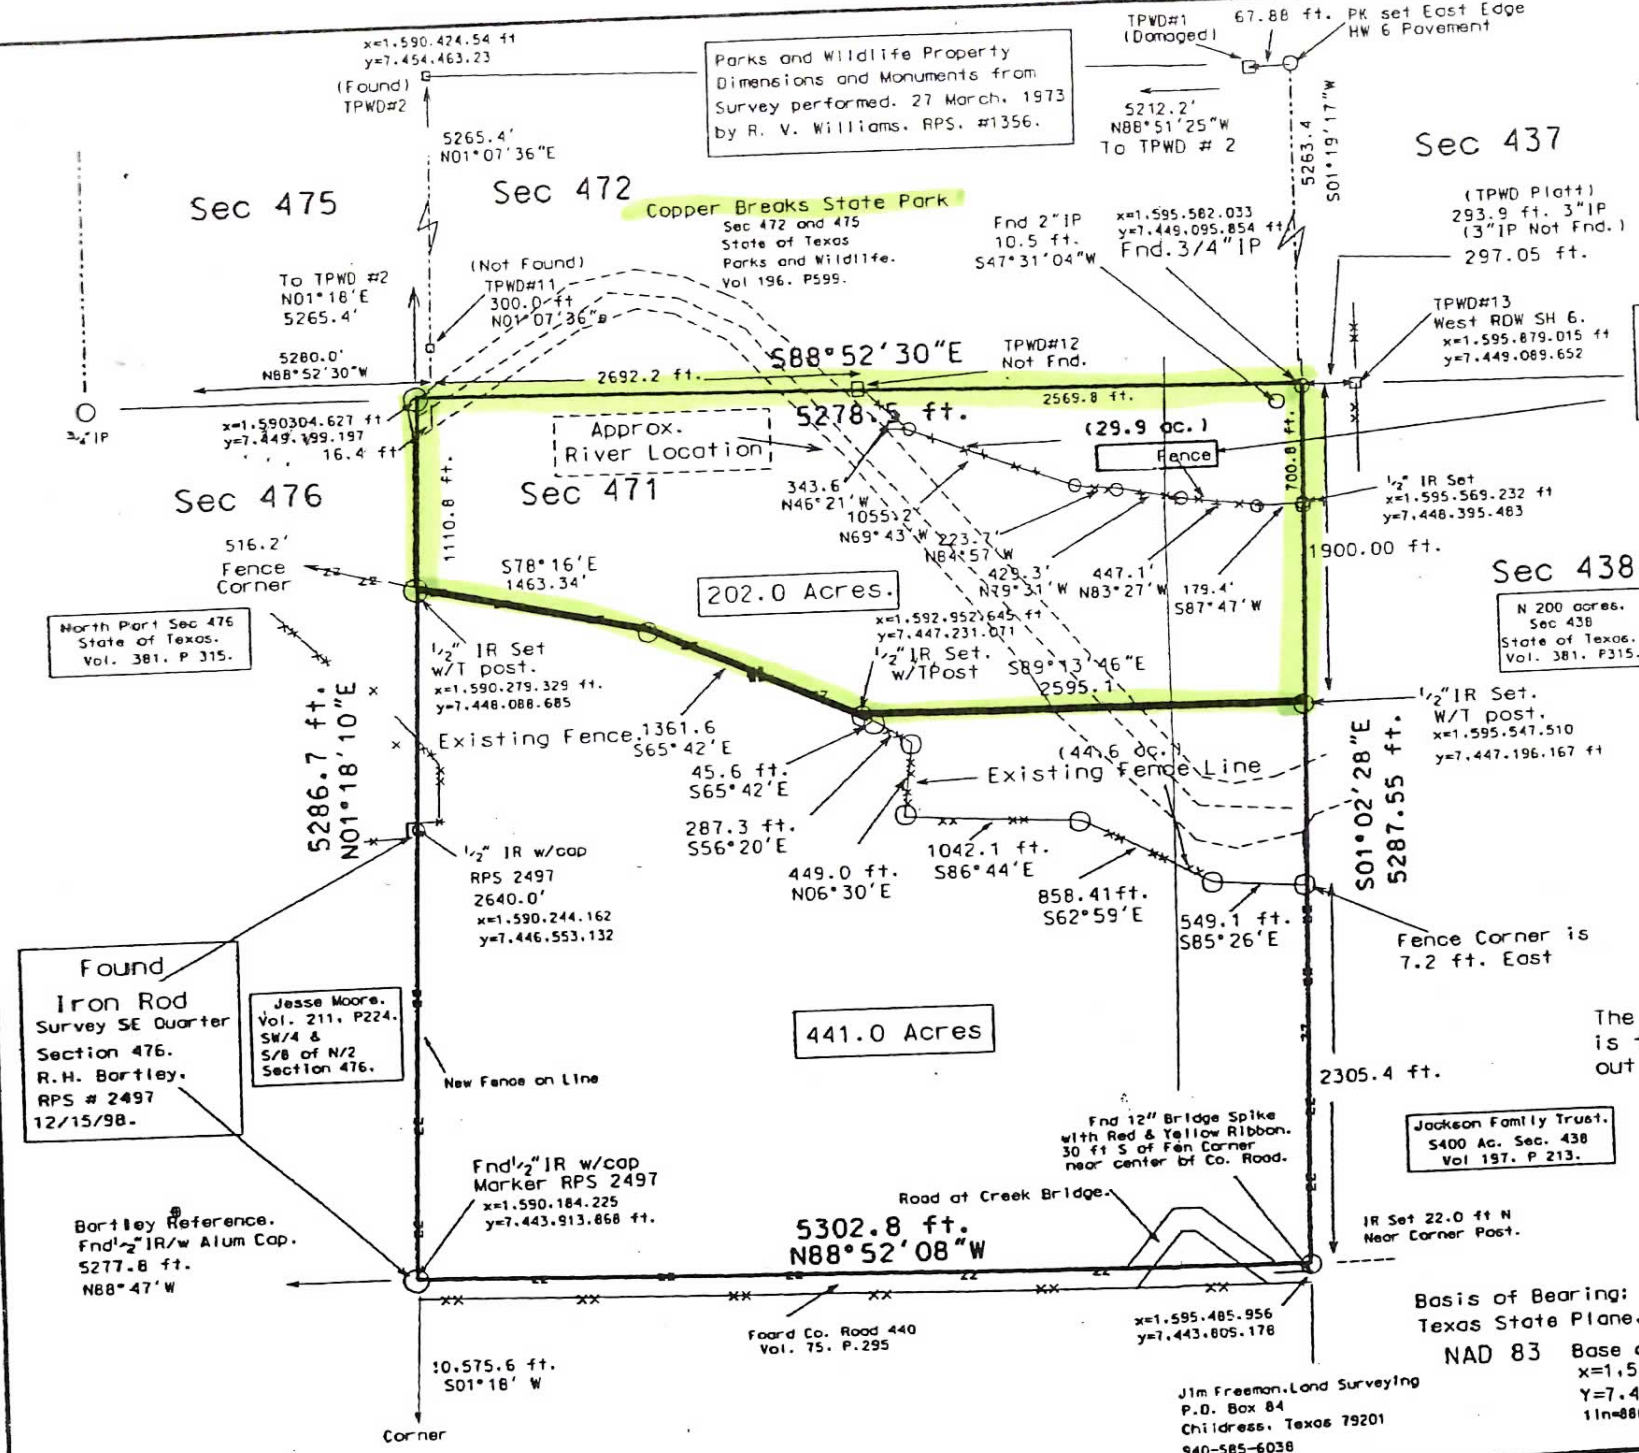 x=1.590.424.54 ft
y=7.454.463.23
(Found)
TPWD#2
Parks and Wildlife Property
Dimensions and Monuments from
Survey performed. 27 March. 1973
by R. V. Williams. RPS. #1356.
TPWD#1
(Damaged)
67.88 ft.
PK set East Edge
HW 6 Pavement
5212.2'
N88°51'25"W
To TPWD # 2
5263.4
S01°19'17"W
Sec 437
5265.4'
N01°07'36"E
Sec 475
Sec 472
Copper Breaks State Park
Sec 472 and 475
State of Texas
Parks and Wildlife.
Vol 196. P599.
Fnd 2"IP
10.5 ft.
S47°31'04"W
x=1.595.582.033
y=7.449.095.854 ft
Fnd.3/4"IP
(TPWD Platt)
293.9 ft. 3"IP
(3"IP Not Fnd.)
297.05 ft.
To TPWD #2
N01°18'E
5265.4'
(Not Found)
TPWD#11
300.0 ft
N01°07'36"
TPWD#13
West ROW SH 6.
x=1.595.879.015 ft
y=7.449.089.652
5280.0'
N88°52'30"W
2692.2 ft.
S88°52'30"E
5278.5 ft.
TPWD#12
Not Fnd.
2569.8 ft.
3/4"IP
x=1.590304.627 ft
y=7.449.199.197
16.4 ft
Approx.
River Location
(29.9 ac.)
Fence
700.8 ft.
1110.8 ft.
Sec 476
Sec 471
343.6
N46°21'W
1055.2
N69°43'W
223.7'
N84°57'W
429.3'
N79°31'W
447.1'
N83°27'W
179.4'
S87°47'W
1/2" IR Set
x=1.595.569.232 ft
y=7.448.395.483
1900.00 ft.
Sec 438
N 200 acres.
Sec 438
State of Texas.
Vol. 381. P315.
516.2'
Fence
Corner
S78°16'E
1463.34'
202.0 Acres.
North Part Sec 476
State of Texas.
Vol. 381. P 315.
1/2" IR Set
w/T post.
x=1.590.279.329 ft.
y=7.448.088.685
x=1.592.952.645 ft
y=7.447.231.071
1/2"IR Set.
w/TPost
S89°13'46"E
2595.1
1/2"IR Set.
W/T post.
x=1.595.547.510
y=7.447.196.167 ft
5286.7 ft.
N01°18'10"E
Existing Fence.
1361.6
S65°42'E
45.6 ft.
S65°42'E
287.3 ft.
S56°20'E
(44.6 ac.)
Existing Fence Line
S01°02'28"E
5287.55 ft.
449.0 ft.
N06°30'E
1042.1 ft.
S86°44'E
858.41ft.
S62°59'E
549.1 ft.
S85°26'E
1/2" IR w/cap
RPS 2497
2640.0'
x=1.590.244.162
y=7.446.553.132
Fence Corner is
7.2 ft. East
Found
Iron Rod
Survey SE Quarter
Section 476.
R.H. Bartley.
RPS # 2497
12/15/98.
Jesse Moore.
Vol. 211. P224.
SW/4 &
S/8 of N/2
Section 476.
441.0 Acres
New Fence on Line
The
is
out
2305.4 ft.
Fnd 12" Bridge Spike
with Red & Yellow Ribbon.
30 ft S of Fen Corner
near center of Co. Road.
Jackson Family Trust.
S400 Ac. Sec. 438
Vol 197. P 213.
Fnd1/2"IR w/cap
Marker RPS 2497
x=1.590.184.225
y=7.443.913.868 ft.
Road at Creek Bridge.
5302.8 ft.
N88°52'08"W
IR Set 22.0 ft N
Near Corner Post.
Bartley Reference.
Fnd1/2"IR/w Alum Cap.
5277.8 ft.
N88°47'W
Foard Co. Road 440
Vol. 75. P.295
x=1.595.485.956
y=7.443.805.178
Basis of Bearing:
Texas State Plane.
NAD 83 Base
x=1,5
Y=7.4
1in=88
10.575.6 ft.
S01°18' W
Corner
Jim Freeman.Land Surveying
P.O. Box 84
Childress. Texas 79201
940-585-6038